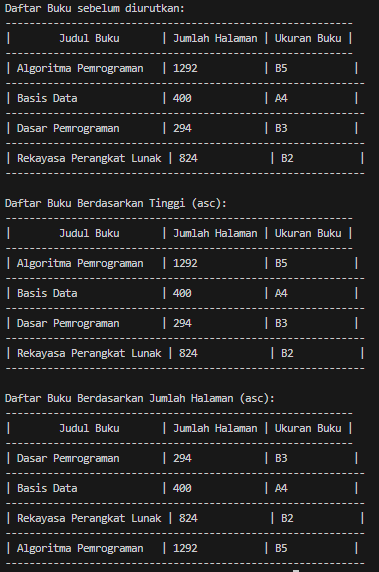 Daftar Buku sebelum diurutkan:
----------------------------------------------------------
|        Judul Buku       | Jumlah Halaman | Ukuran Buku |
----------------------------------------------------------
| Algoritma Pemrograman   | 1292           | B5           |
------------------------------------------------------------
| Basis Data              | 400            | A4           |
------------------------------------------------------------
| Dasar Pemrograman       | 294            | B3           |
------------------------------------------------------------
| Rekayasa Perangkat Lunak | 824            | B2           |
------------------------------------------------------------

Daftar Buku Berdasarkan Tinggi (asc):
----------------------------------------------------------
|        Judul Buku       | Jumlah Halaman | Ukuran Buku |
----------------------------------------------------------
| Algoritma Pemrograman   | 1292           | B5           |
------------------------------------------------------------
| Basis Data              | 400            | A4           |
------------------------------------------------------------
| Dasar Pemrograman       | 294            | B3           |
------------------------------------------------------------
| Rekayasa Perangkat Lunak | 824            | B2           |
------------------------------------------------------------

Daftar Buku Berdasarkan Jumlah Halaman (asc):
----------------------------------------------------------
|        Judul Buku       | Jumlah Halaman | Ukuran Buku |
----------------------------------------------------------
| Dasar Pemrograman       | 294            | B3           |
------------------------------------------------------------
| Basis Data              | 400            | A4           |
------------------------------------------------------------
| Rekayasa Perangkat Lunak | 824            | B2           |
------------------------------------------------------------
| Algoritma Pemrograman   | 1292           | B5           |
------------------------------------------------------------